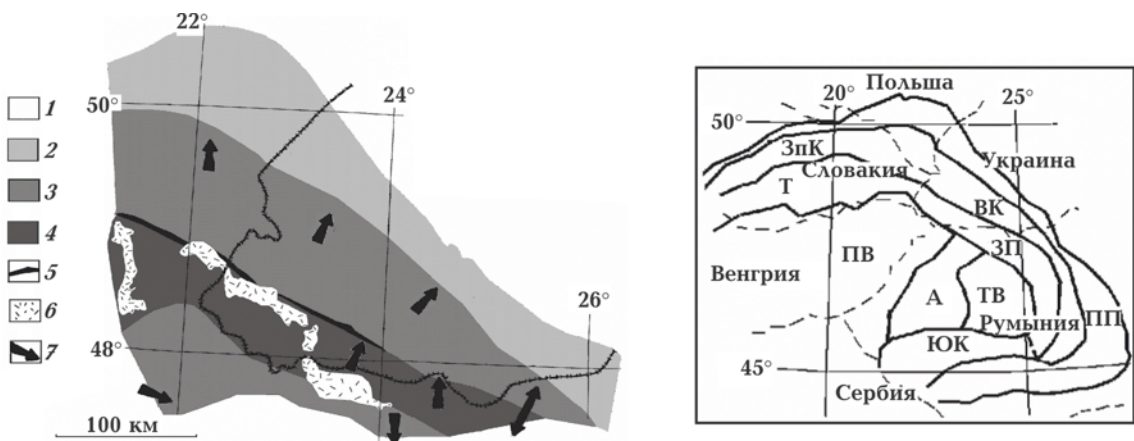 22°
24°
26°
50°
48°
1
2
3
4
5
6
7
100 км
Польша
20°
25°
50°
ЗпК
Словакия
Украина
Т
ВК
ЗП
ПВ
Венгрия
А
ТВ
Румыния
ПП
ЮК
45°
Сербия